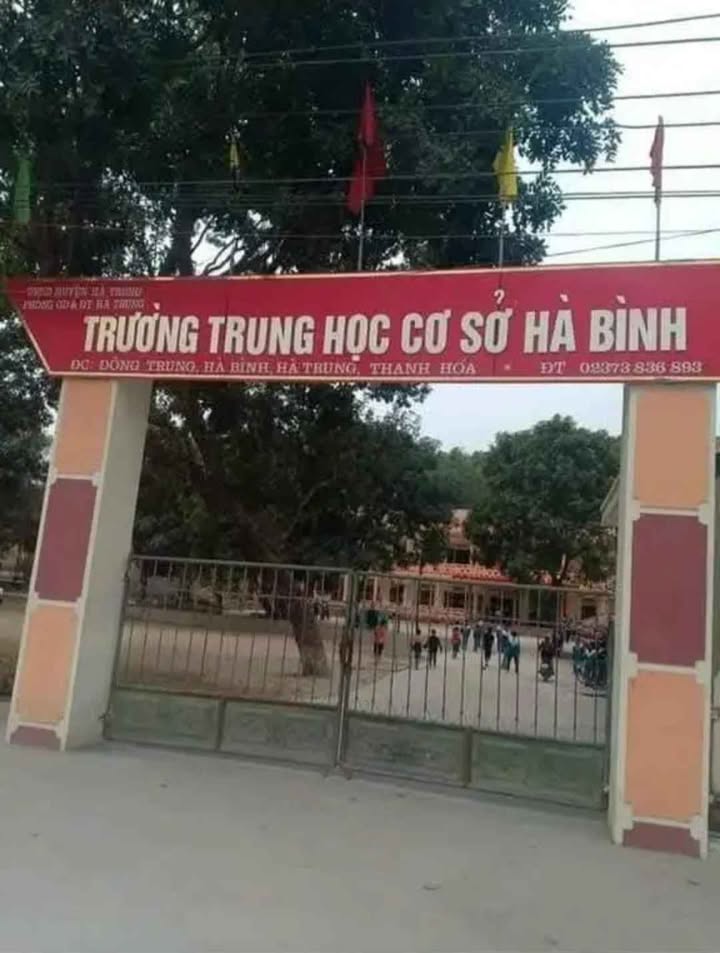 UBND HUYỆN HÀ TRUNG
PHÒNG GD & ĐT HÀ TRUNG
TRƯỜNG TRUNG HỌC CƠ SỞ HÀ BÌNH
ĐC: ĐÔNG TRUNG, HÀ BÌNH, HÀ TRUNG, THANH HÓA * ĐT 02373 836 893